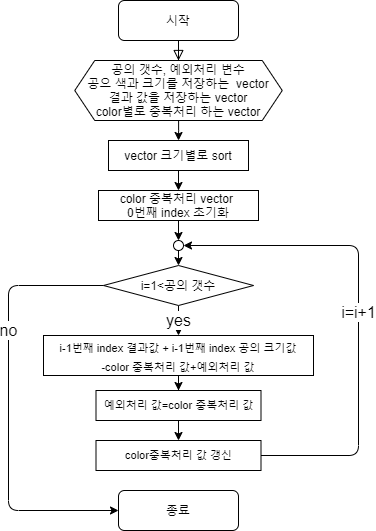 시작
공의 갯수, 예외처리 변수
공으 색과 크기를 저장하는 vector
결과 값을 저장하는 vector
color별로 중복처리 하는 vector
vector 크기별로 sort
color 중복처리 vector
0번째 index 초기화
i=1<공의 갯수
i=i+1
no
yes
i-1번째 index 결과값 + i-1번째 index 공의 크기값
-color 중복처리 값+예외처리 값
예외처리 값=color 중복처리 값
color중복처리 값 갱신
종료